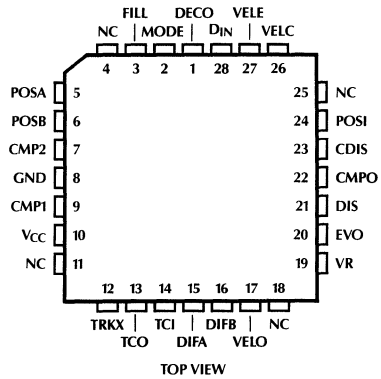 FILL DECO VELE
NC MODE DIN VELC
4 3 2 1 28 27 26
POSA 5 25 NC
POSB 6 24 POSI
CMP2 7 23 CDIS
GND 8 22 CMPO
CMP1 9 21 DIS
VCC 10 20 EVO
NC 11 19 VR
12 13 14 15 16 17 18
TRKX TCI DIFB NC
TCO DIFA VELO
TOP VIEW